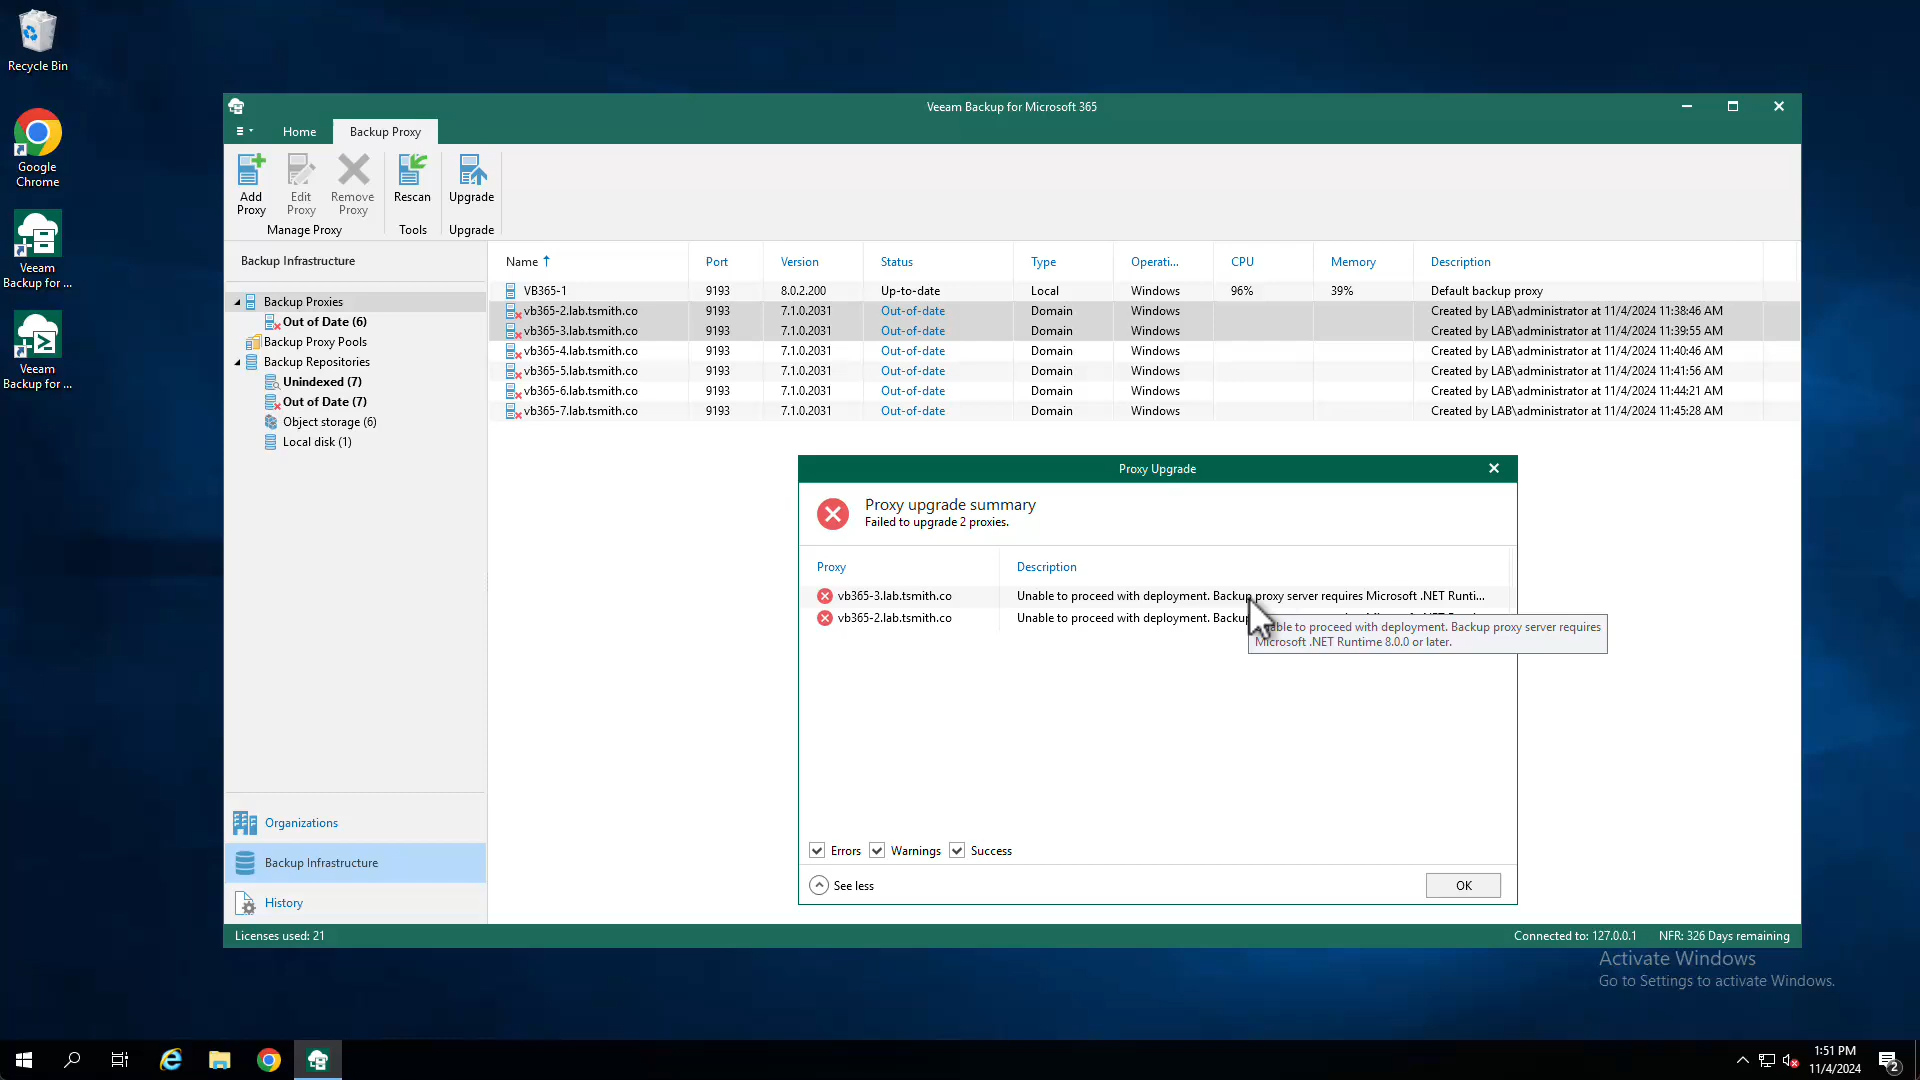 Recycle Bin
Google
Chrome
Veeam
Backup for ...
Veeam
Backup for ...
Veeam Backup for Microsoft 365
Home
Backup Proxy
Add
Proxy
Edit
Proxy
Remove
Proxy
Rescan
Upgrade
Manage Proxy
Tools
Upgrade
Backup Infrastructure
Backup Proxies
Out of Date (6)
Backup Proxy Pools
Backup Repositories
Unindexed (7)
Out of Date (7)
Object storage (6)
Local disk (1)
Name Port Version Status Type Operati... CPU Memory Description
VB365-1 9193 8.0.2.200 Up-to-date Local Windows 96% 39% Default backup proxy
vb365-2.lab.tsmith.co 9193 7.1.0.2031 Out-of-date Domain Windows Created by LAB\administrator at 11/4/2024 11:38:46 AM
vb365-3.lab.tsmith.co 9193 7.1.0.2031 Out-of-date Domain Windows Created by LAB\administrator at 11/4/2024 11:39:55 AM
vb365-4.lab.tsmith.co 9193 7.1.0.2031 Out-of-date Domain Windows Created by LAB\administrator at 11/4/2024 11:40:46 AM
vb365-5.lab.tsmith.co 9193 7.1.0.2031 Out-of-date Domain Windows Created by LAB\administrator at 11/4/2024 11:41:56 AM
vb365-6.lab.tsmith.co 9193 7.1.0.2031 Out-of-date Domain Windows Created by LAB\administrator at 11/4/2024 11:44:21 AM
vb365-7.lab.tsmith.co 9193 7.1.0.2031 Out-of-date Domain Windows Created by LAB\administrator at 11/4/2024 11:45:28 AM
Proxy Upgrade
Proxy upgrade summary
Failed to upgrade 2 proxies.
Proxy Description
vb365-3.lab.tsmith.co Unable to proceed with deployment. Backup proxy server requires Microsoft .NET Runti...
vb365-2.lab.tsmith.co Unable to proceed with deployment. Backup
to proceed with deployment. Backup proxy server requires
Microsoft .NET Runtime 8.0.0 or later.
Errors Warnings Success
See less
OK
Organizations
Backup Infrastructure
History
Licenses used: 21
Connected to: 127.0.0.1
NFR: 326 Days remaining
Activate Windows
Go to Settings to activate Windows.
1:51 PM
11/4/2024
2